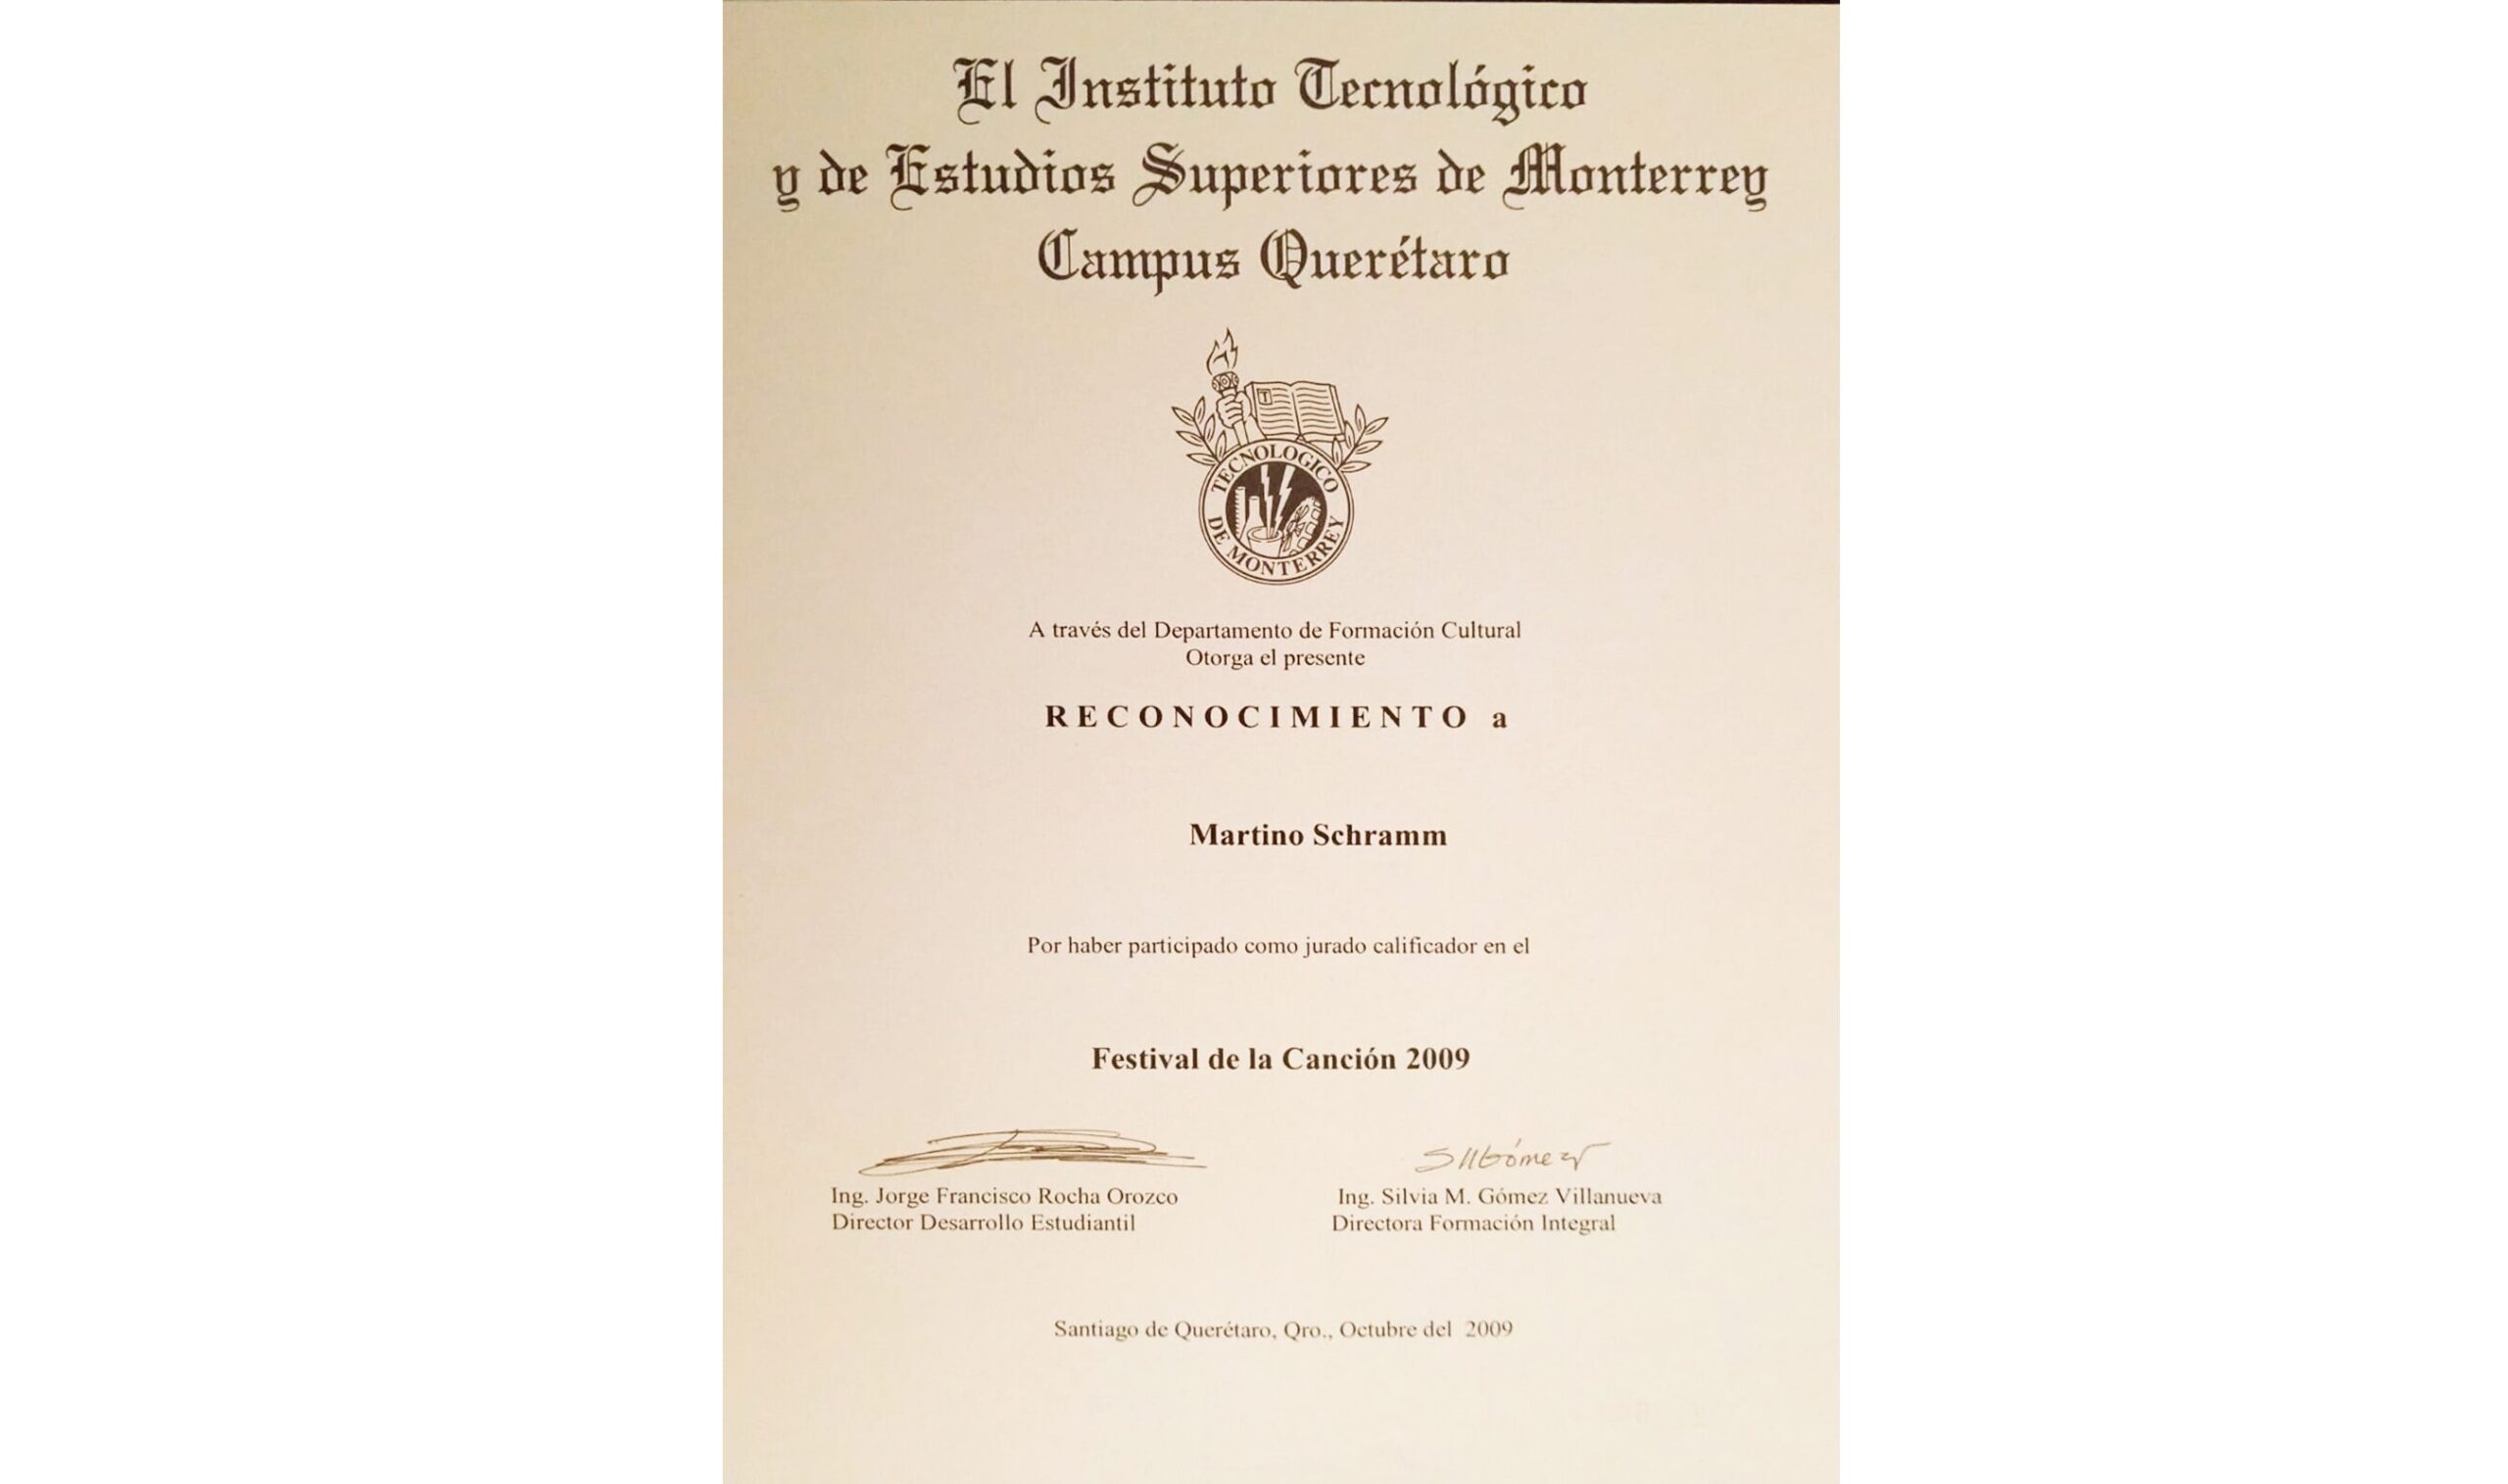 El Instituto Tecnológico
y de Estudios Superiores de Monterrey
Campus Querétaro
T
TECNOLOGICO
DE MONTERREY
A través del Departamento de Formación Cultural
Otorga el presente
RECONOCIMIENTO a
Martino Schramm
Por haber participado como jurado calificador en el
Festival de la Canción 2009
SMGómez
Ing. Jorge Francisco Rocha Orozco
Ing. Silvia M. Gómez Villanueva
Director Desarrollo Estudiantil
Directora Formación Integral
Santiago de Querétaro, Qro., Octubre del 2009